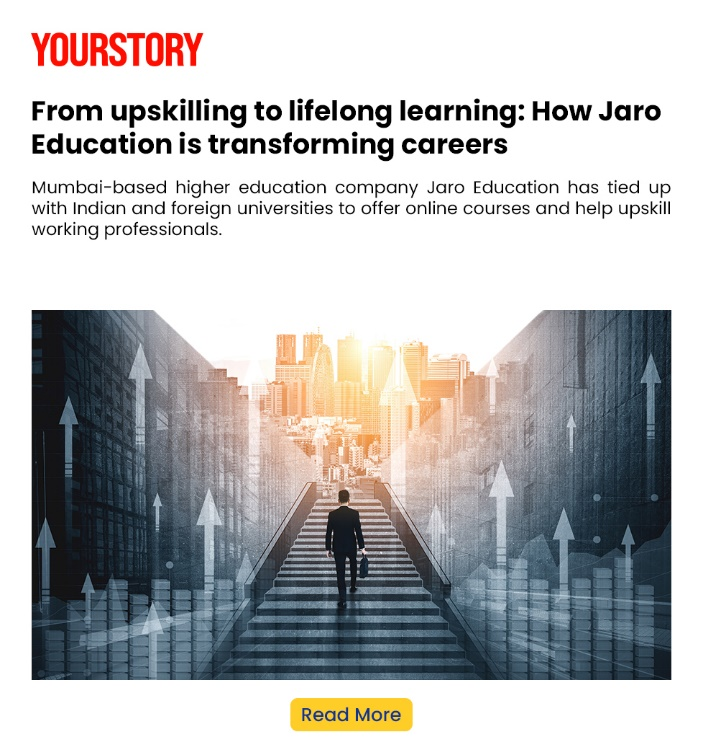 YOURSTORY
From upskilling to lifelong learning: How Jaro
Education is transforming careers
Mumbai-based higher education company Jaro Education has tied up
with Indian and foreign universities to offer online courses and help upskill
working professionals.
Read More